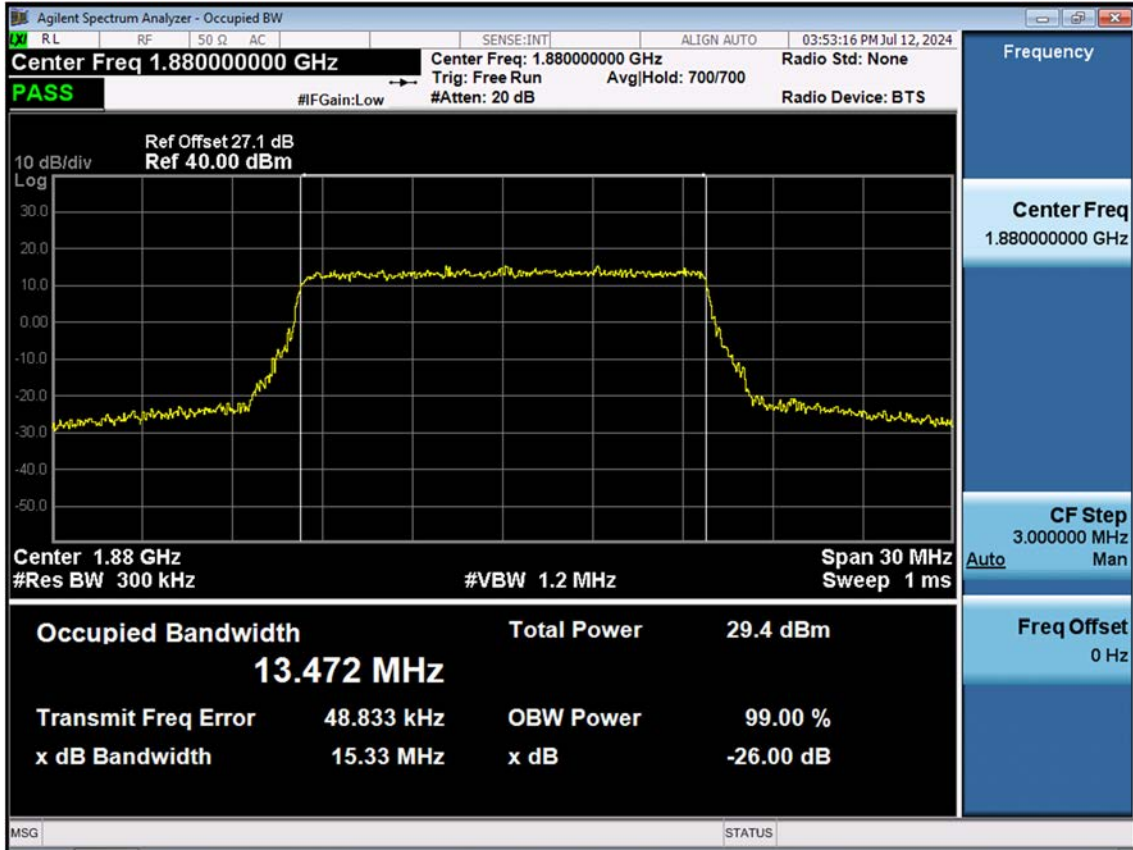 Agilent Spectrum Analyzer - Occupied BW
LXI RL RF 50 Ω AC SENSE:INT ALIGN AUTO 03:53:16 PM Jul 12, 2024
Center Freq 1.880000000 GHz
Center Freq: 1.880000000 GHz Radio Std: None
PASS
Trig: Free Run Avg|Hold: 700/700
#IFGain:Low #Atten: 20 dB Radio Device: BTS
Ref Offset 27.1 dB
10 dB/div Ref 40.00 dBm
Log
30.0
20.0
10.0
0.00
-10.0
-20.0
-30.0
-40.0
-50.0
Center 1.88 GHz Span 30 MHz
#Res BW 300 kHz #VBW 1.2 MHz Sweep 1 ms
Occupied Bandwidth Total Power 29.4 dBm
13.472 MHz
Transmit Freq Error 48.833 kHz OBW Power 99.00 %
x dB Bandwidth 15.33 MHz x dB -26.00 dB
MSG STATUS
Frequency
Center Freq
1.880000000 GHz
CF Step
3.000000 MHz
Auto Man
Freq Offset
0 Hz